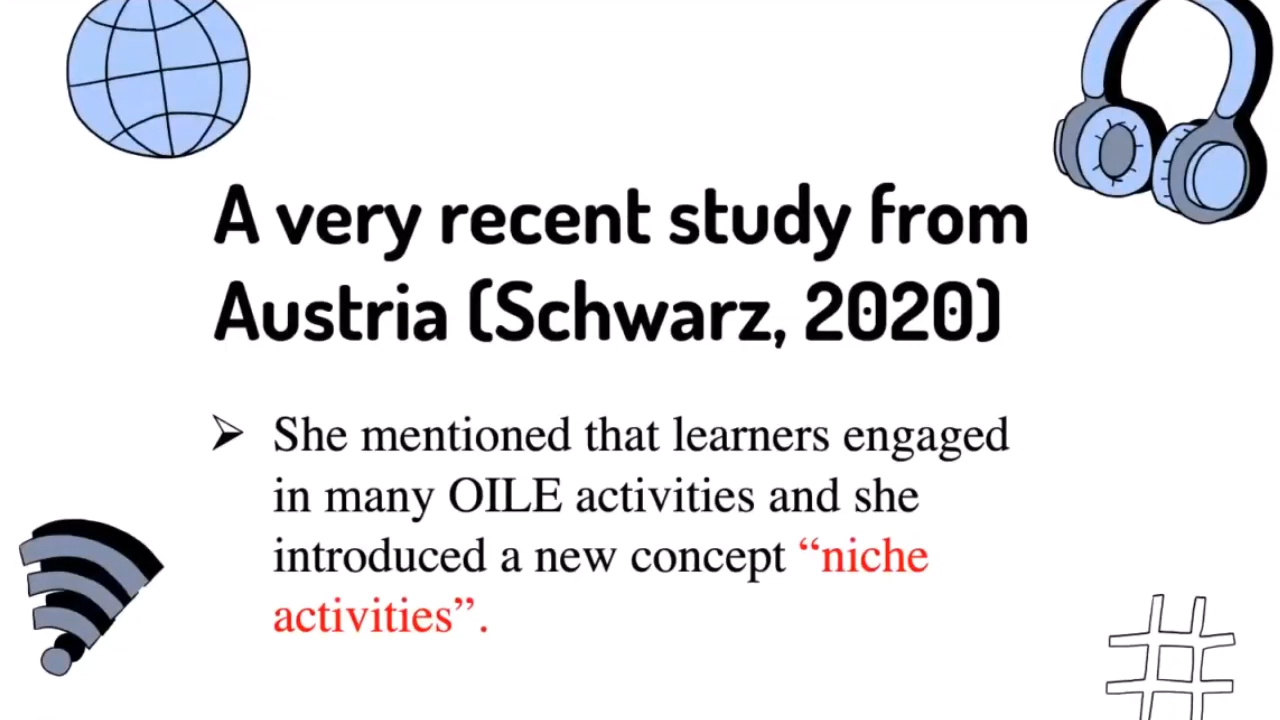 A very recent study from
Austria (Schwarz, 2020)
➢ She mentioned that learners engaged
in many OILE activities and she
introduced a new concept “niche
activities”.